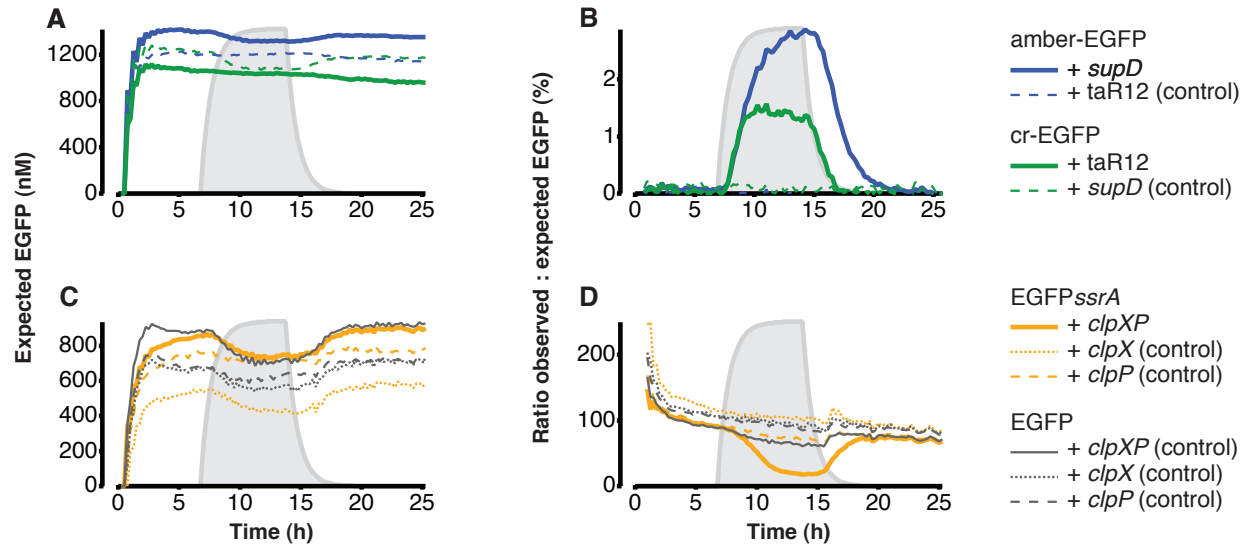 A
B
Expected EGFP (nM)
1200
800
400
0
0 5 10 15 20 25
Ratio observed : expected EGFP (%)
2
1
0
0 5 10 15 20 25
amber-EGFP
+ supD
+ taR12 (control)
cr-EGFP
+ taR12
+ supD (control)
C
D
800
600
400
200
0
0 5 10 15 20 25
Time (h)
200
100
0
0 5 10 15 20 25
Time (h)
EGFPssrA
+ clpXP
+ clpX (control)
+ clpP (control)
EGFP
+ clpXP (control)
+ clpX (control)
+ clpP (control)